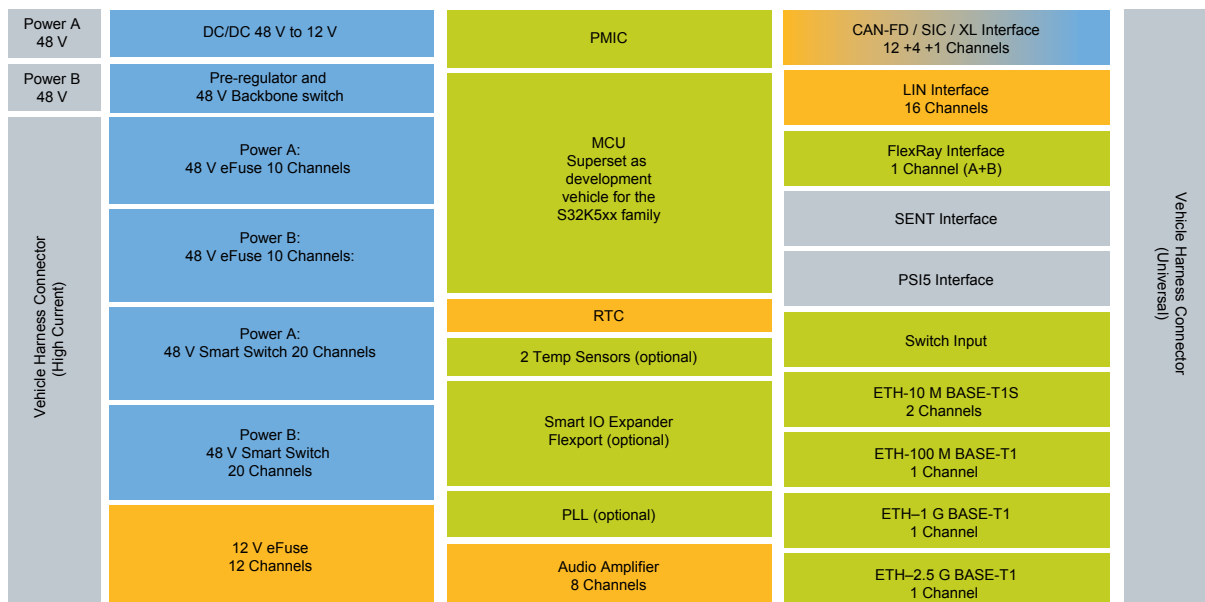 Power A
48 V
Power B
48 V
Vehicle Harness Connector
(High Current)
DC/DC 48 V to 12 V
Pre-regulator and
48 V Backbone switch
Power A:
48 V eFuse 10 Channels
Power B:
48 V eFuse 10 Channels:
Power A:
48 V Smart Switch 20 Channels
Power B:
48 V Smart Switch
20 Channels
12 V eFuse
12 Channels
PMIC
MCU
Superset as
development
vehicle for the
S32K5xx family
RTC
2 Temp Sensors (optional)
Smart IO Expander
Flexport (optional)
PLL (optional)
Audio Amplifier
8 Channels
CAN-FD / SIC / XL Interface
12 +4 +1 Channels
LIN Interface
16 Channels
FlexRay Interface
1 Channel (A+B)
SENT Interface
PSI5 Interface
Switch Input
ETH-10 M BASE-T1S
2 Channels
ETH-100 M BASE-T1
1 Channel
ETH–1 G BASE-T1
1 Channel
ETH–2.5 G BASE-T1
1 Channel
Vehicle Harness Connector
(Universal)